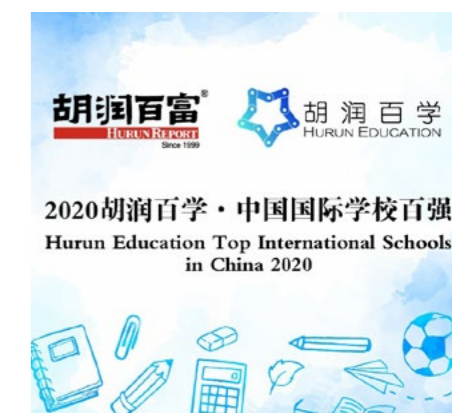 胡润百富®
HURUN REPORT
Since 1999
胡润百学
HURUN EDUCATION
2020胡润百学·中国国际学校百强
Hurun Education Top International Schools
in China 2020